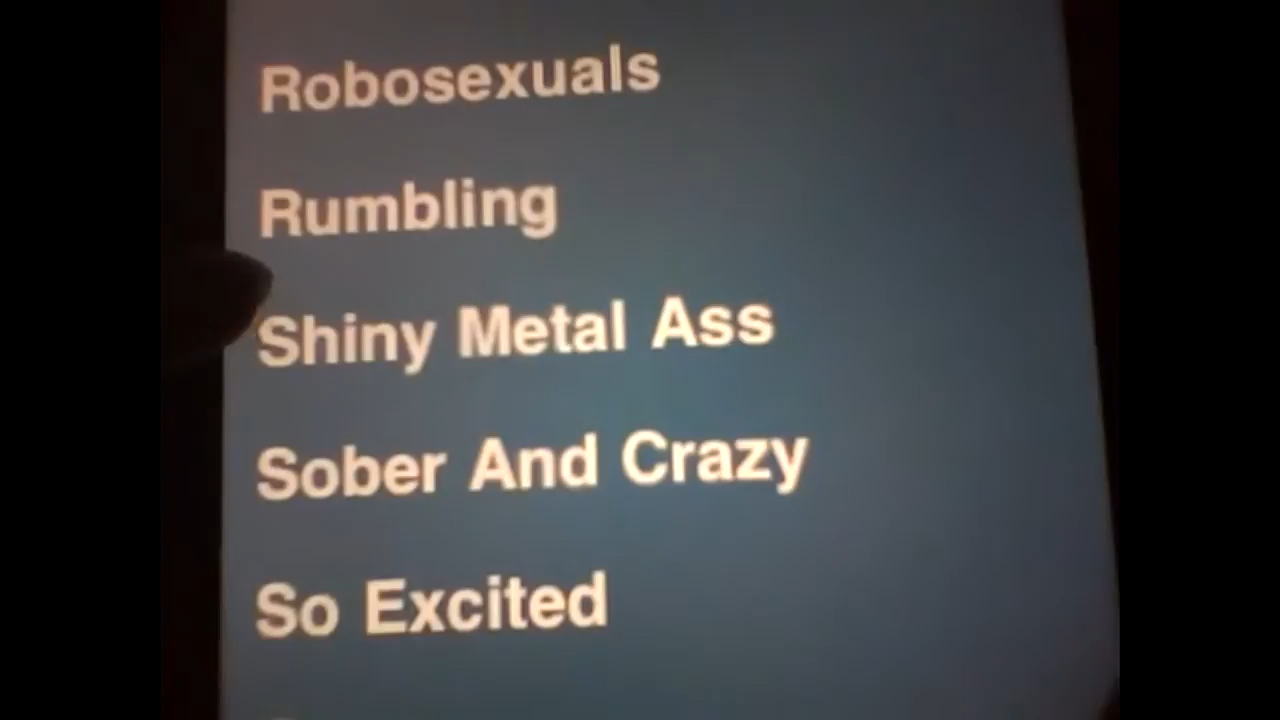 Robosexuals
Rumbling
Shiny Metal Ass
Sober And Crazy
So Excited